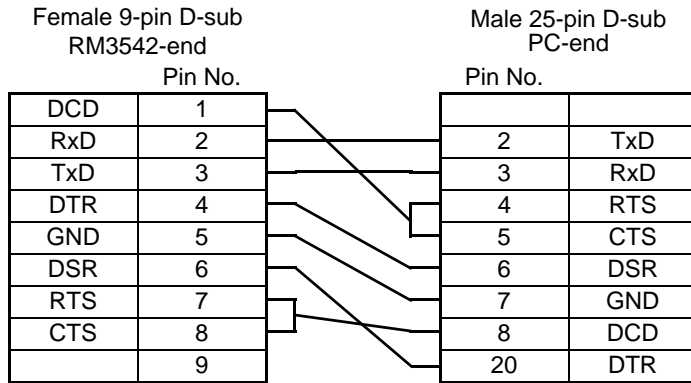 Female 9-pin D-sub
RM3542-end
Male 25-pin D-sub
PC-end
Pin No.
Pin No.
DCD 1
RxD 2 2 TxD
TxD 3 3 RxD
DTR 4 4 RTS
GND 5 5 CTS
DSR 6 6 DSR
RTS 7 7 GND
CTS 8 8 DCD
9 20 DTR